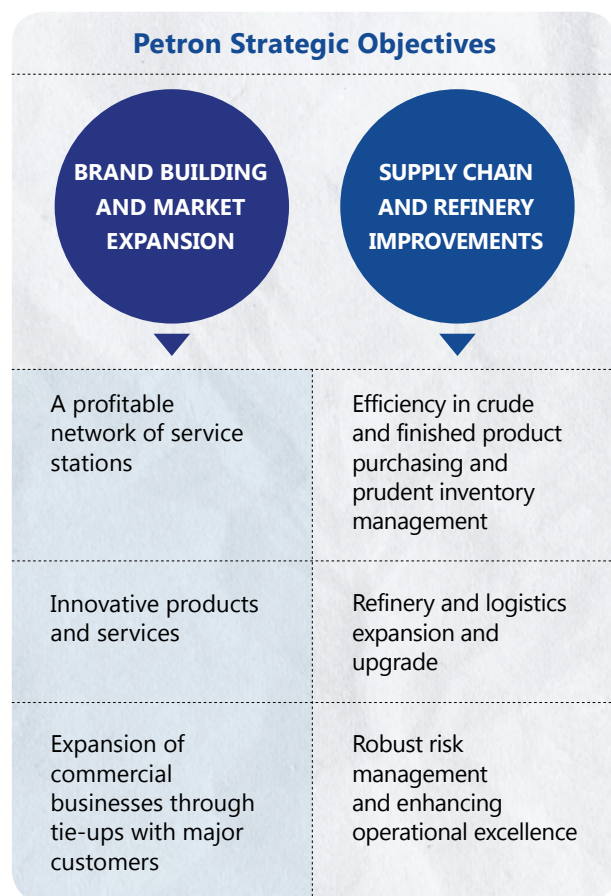 Petron Strategic Objectives
BRAND BUILDING
AND MARKET
EXPANSION
SUPPLY CHAIN
AND REFINERY
IMPROVEMENTS
A profitable
network of service
stations
Efficiency in crude
and finished product
purchasing and
prudent inventory
management
Innovative products
and services
Refinery and logistics
expansion and
upgrade
Expansion of
commercial
businesses through
tie-ups with major
customers
Robust risk
management
and enhancing
operational excellence